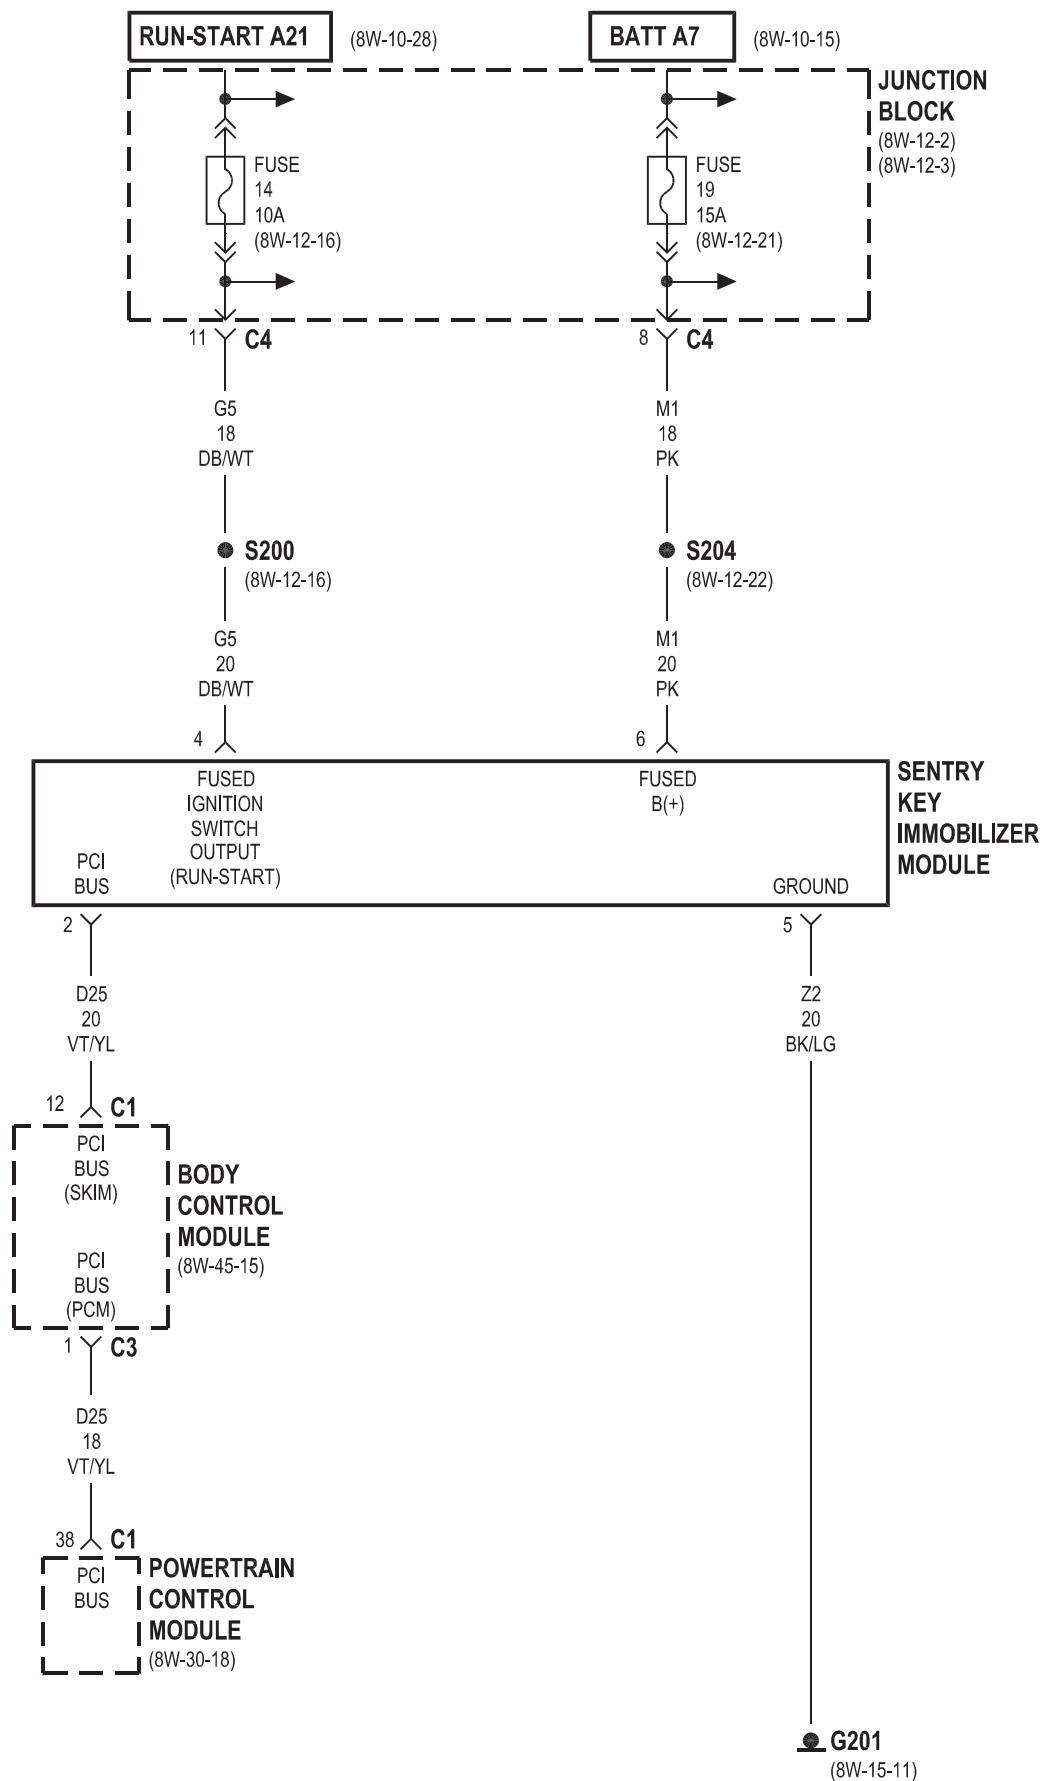 RUN-START A21
(8W-10-28)
BATT A7
(8W-10-15)
JUNCTION
BLOCK
(8W-12-2)
(8W-12-3)
FUSE
14
10A
(8W-12-16)
FUSE
19
15A
(8W-12-21)
11
C4
8
C4
G5
18
DB/WT
M1
18
PK
S200
(8W-12-16)
S204
(8W-12-22)
G5
20
DB/WT
M1
20
PK
4
6
SENTRY
KEY
IMMOBILIZER
MODULE
FUSED
IGNITION
SWITCH
OUTPUT
(RUN-START)
FUSED
B(+)
PCI
BUS
GROUND
2
5
D25
20
VT/YL
Z2
20
BK/LG
12
C1
PCI
BUS
(SKIM)
BODY
CONTROL
MODULE
(8W-45-15)
PCI
BUS
(PCM)
1
C3
D25
18
VT/YL
38
C1
PCI
BUS
POWERTRAIN
CONTROL
MODULE
(8W-30-18)
G201
(8W-15-11)